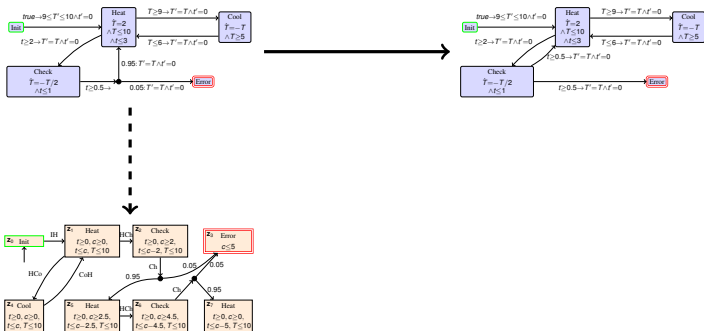 Init
true→9≤T′≤10∧t′=0
Heat
Ṫ=2
∧T≤10
∧t≤3
T≥9→T′=T∧t′=0
T≤6→T′=T∧t′=0
Cool
Ṫ=−T
∧T≥5
t≥2→T′=T∧t′=0
0.95:T′=T∧t′=0
Check
Ṫ=−T/2
∧t≤1
t≥0.5→
0.05:T′=T∧t′=0
Error
Init
true→9≤T′≤10∧t′=0
Heat
Ṫ=2
∧T≤10
∧t≤3
T≥9→T′=T∧t′=0
T≤6→T′=T∧t′=0
Cool
Ṫ=−T
∧T≥5
t≥2→T′=T∧t′=0
t≥0.5→T′=T∧t′=0
Check
Ṫ=−T/2
∧t≤1
t≥0.5→T′=T∧t′=0
Error
z₀ Init
IH
z₁ Heat
t≥0, c≥0,
t≤c, T≤10
HCh
z₂ Check
t≥0, c≥2,
t≤c−2, T≤10
z₃ Error
c≤5
HCo
CoH
Ch
0.05
0.05
0.95
Ch
0.95
z₄ Cool
t≥0, c≥0,
t≤c, T≤10
z₅ Heat
t≥0, c≥2.5,
t≤c−2.5, T≤10
HCh
z₆ Check
t≥0, c≥4.5,
t≤c−4.5, T≤10
z₇ Heat
t≥0, c≥0,
t≤c−5, T≤10